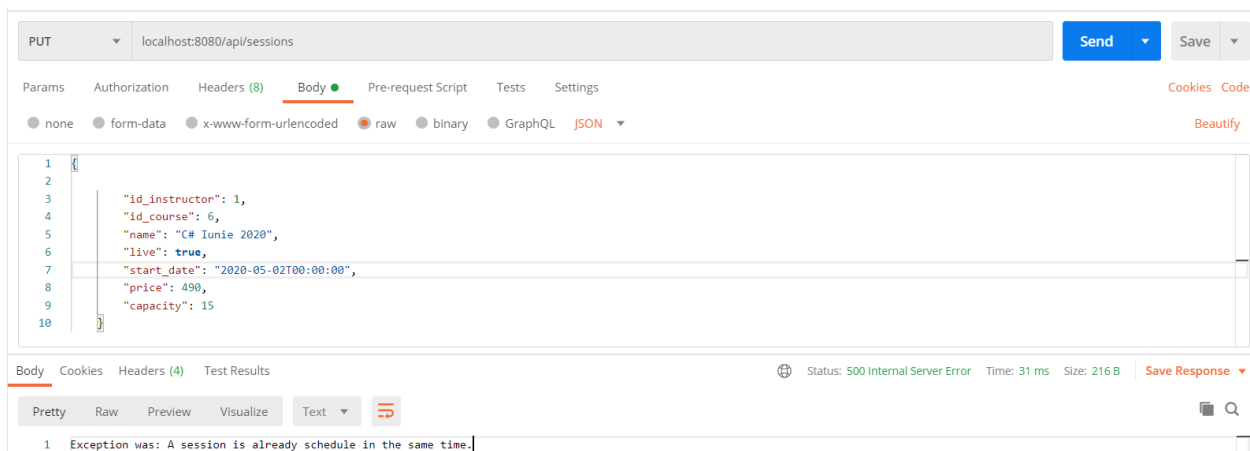 PUT localhost:8080/api/sessions Send Save
Params Authorization Headers (8) Body Pre-request Script Tests Settings Cookies Code
none form-data x-www-form-urlencoded raw binary GraphQL JSON Beautify
1 {
2
3 "id_instructor": 1,
4 "id_course": 6,
5 "name": "C# Iunie 2020",
6 "live": true,
7 "start_date": "2020-05-02T00:00:00",
8 "price": 490,
9 "capacity": 15
10 }
Body Cookies Headers (4) Test Results Status: 500 Internal Server Error Time: 31 ms Size: 216 B Save Response
Pretty Raw Preview Visualize Text
1 Exception was: A session is already schedule in the same time.